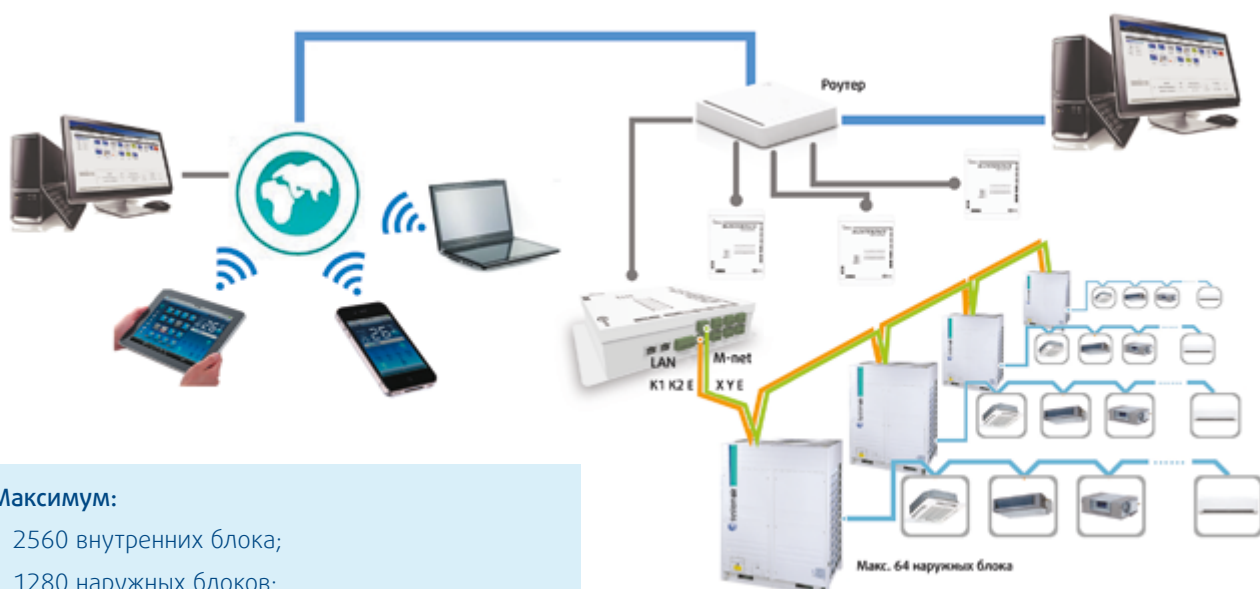 Роутер
LAN
M-net
K1 K2 E
X Y E
Макс. 64 наружных блока
Максимум:
2560 внутренних блока;
1280 наружных блоков;